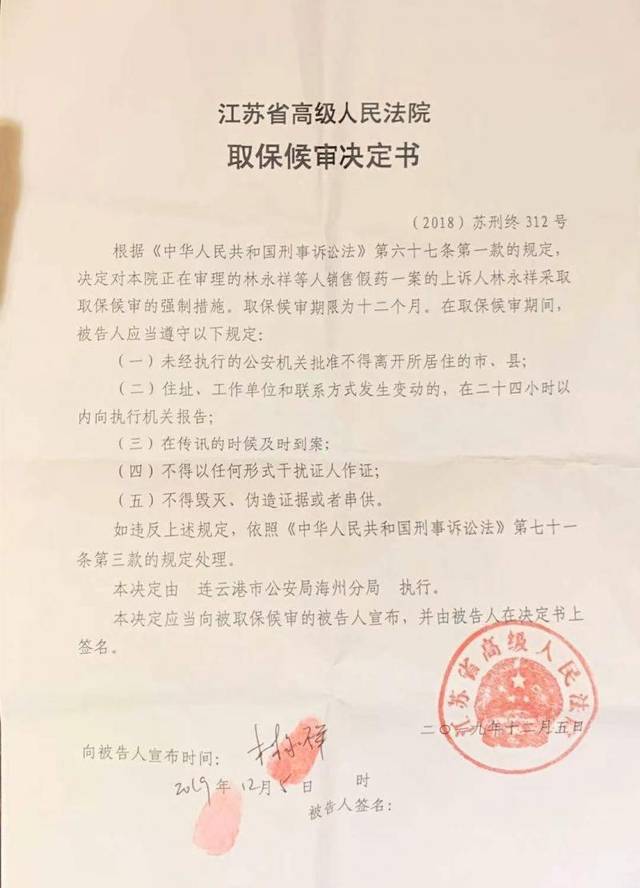 江苏省高级人民法院
取保候审决定书
（2018）苏刑终 312 号
根据《中华人民共和国刑事诉讼法》第六十七条第一款的规定，
决定对本院正在审理的林永祥等人销售假药一案的上诉人林永祥采取
取保候审的强制措施。取保候审期限为十二个月。在取保候审期间，
被告人应当遵守以下规定：
（一）未经执行的公安机关批准不得离开所居住的市、县；
（二）住址、工作单位和联系方式发生变动的，在二十四小时以
内向执行机关报告；
（三）在传讯的时候及时到案；
（四）不得以任何形式干扰证人作证；
（五）不得毁灭、伪造证据或者串供。
如违反上述规定，依照《中华人民共和国刑事诉讼法》第七十一
条第三款的规定处理。
本决定由 连云港市公安局海州分局 执行。
本决定应当向被取保候审的被告人宣布，并由被告人在决定书上
签名。
江苏省高级人民法院
二〇一九年十二月五日
向被告人宣布时间： 林永祥
2019 年 12 月 5 日 时
被告人签名：